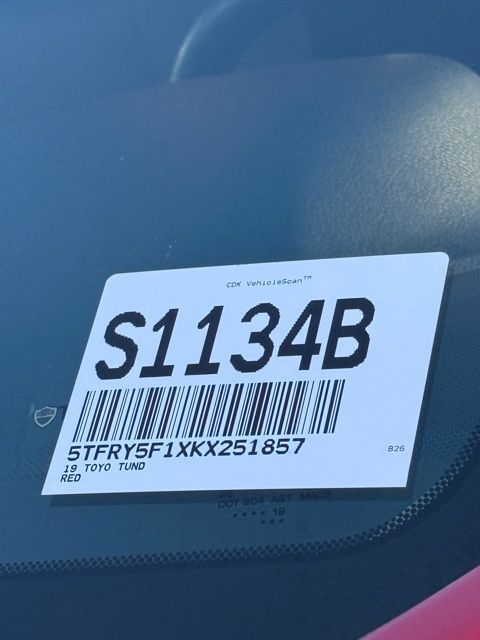 CDK VehicleScan™
S1134B
5TFRY5F1XKX251857
19 TOYO TUND
RED
B26
DOT 904 AS1 M405
18